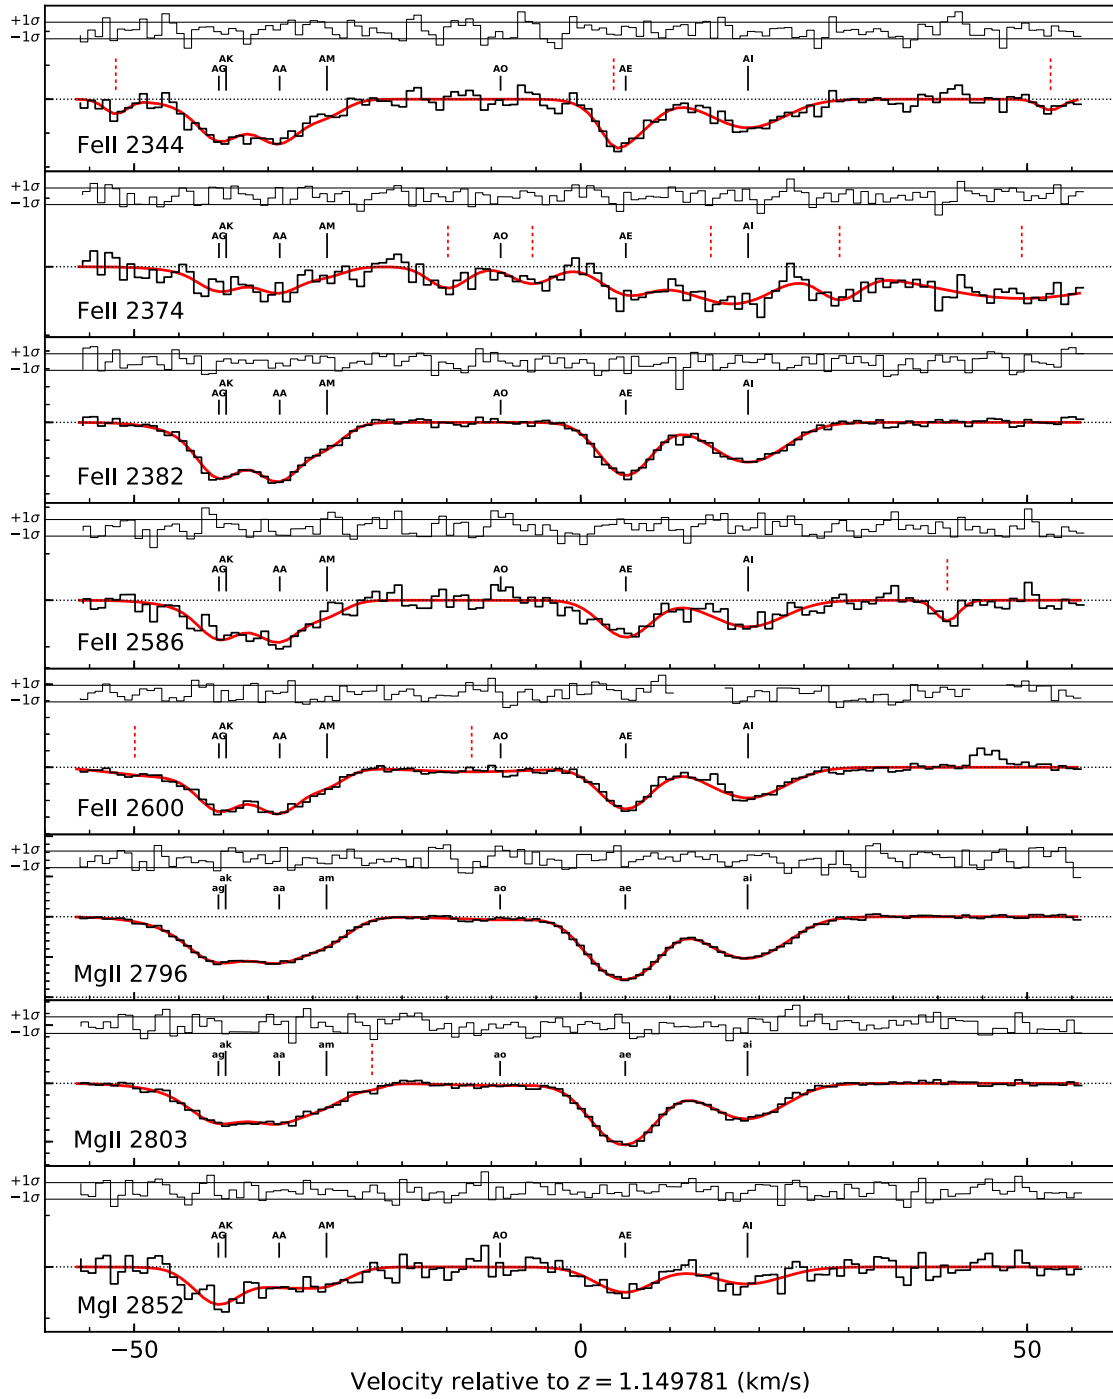 +1σ
−1σ
AK
AM
AI
AG
AA
AO
AE
FeII 2344
+1σ
−1σ
AK
AM
AI
AG
AA
AO
AE
FeII 2374
+1σ
−1σ
AK
AM
AI
AG
AA
AO
AE
FeII 2382
+1σ
−1σ
AK
AM
AI
AG
AA
AO
AE
FeII 2586
+1σ
−1σ
AK
AM
AI
AG
AA
AO
AE
FeII 2600
+1σ
−1σ
ak
am
ai
ag
aa
ao
ae
MgII 2796
+1σ
−1σ
ak
am
ai
ag
aa
ao
ae
MgII 2803
+1σ
−1σ
AK
AM
AI
AG
AA
AO
AE
MgI 2852
−50
0
50
Velocity relative to z = 1.149781 (km/s)